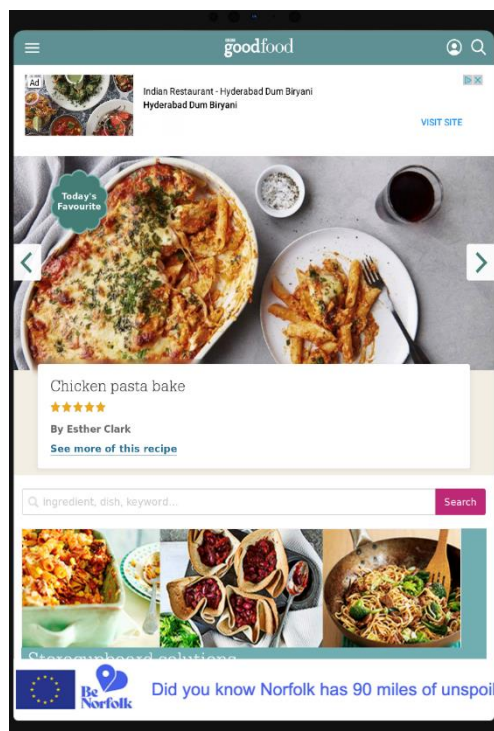 goodfood
Ad
Indian Restaurant - Hyderabad Dum Biryani
Hyderabad Dum Biryani
VISIT SITE
Today's
Favourite
Chicken pasta bake
By Esther Clark
See more of this recipe
Ingredient, dish, keyword...
Search
Storecupboard solutions
Be
Norfolk
Did you know Norfolk has 90 miles of unspoil